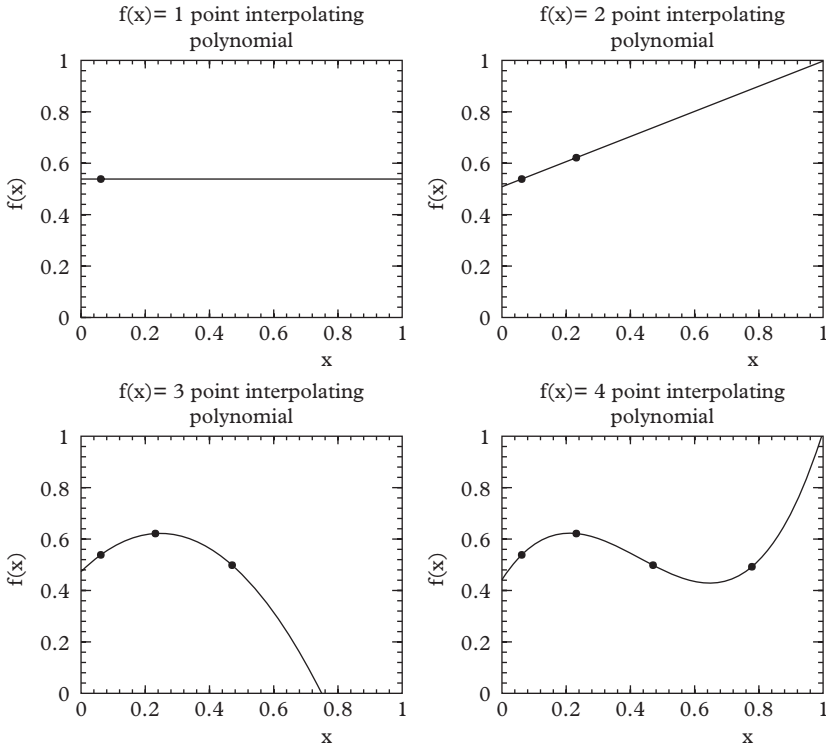 f(x)= 1 point interpolating
polynomial
1
0.8
0.6
0.4
0.2
0
f(x)
0 0.2 0.4 0.6 0.8 1
x
f(x)= 2 point interpolating
polynomial
1
0.8
0.6
0.4
0.2
0
f(x)
0 0.2 0.4 0.6 0.8 1
x
f(x)= 3 point interpolating
polynomial
1
0.8
0.6
0.4
0.2
0
f(x)
0 0.2 0.4 0.6 0.8 1
x
f(x)= 4 point interpolating
polynomial
1
0.8
0.6
0.4
0.2
0
f(x)
0 0.2 0.4 0.6 0.8 1
x